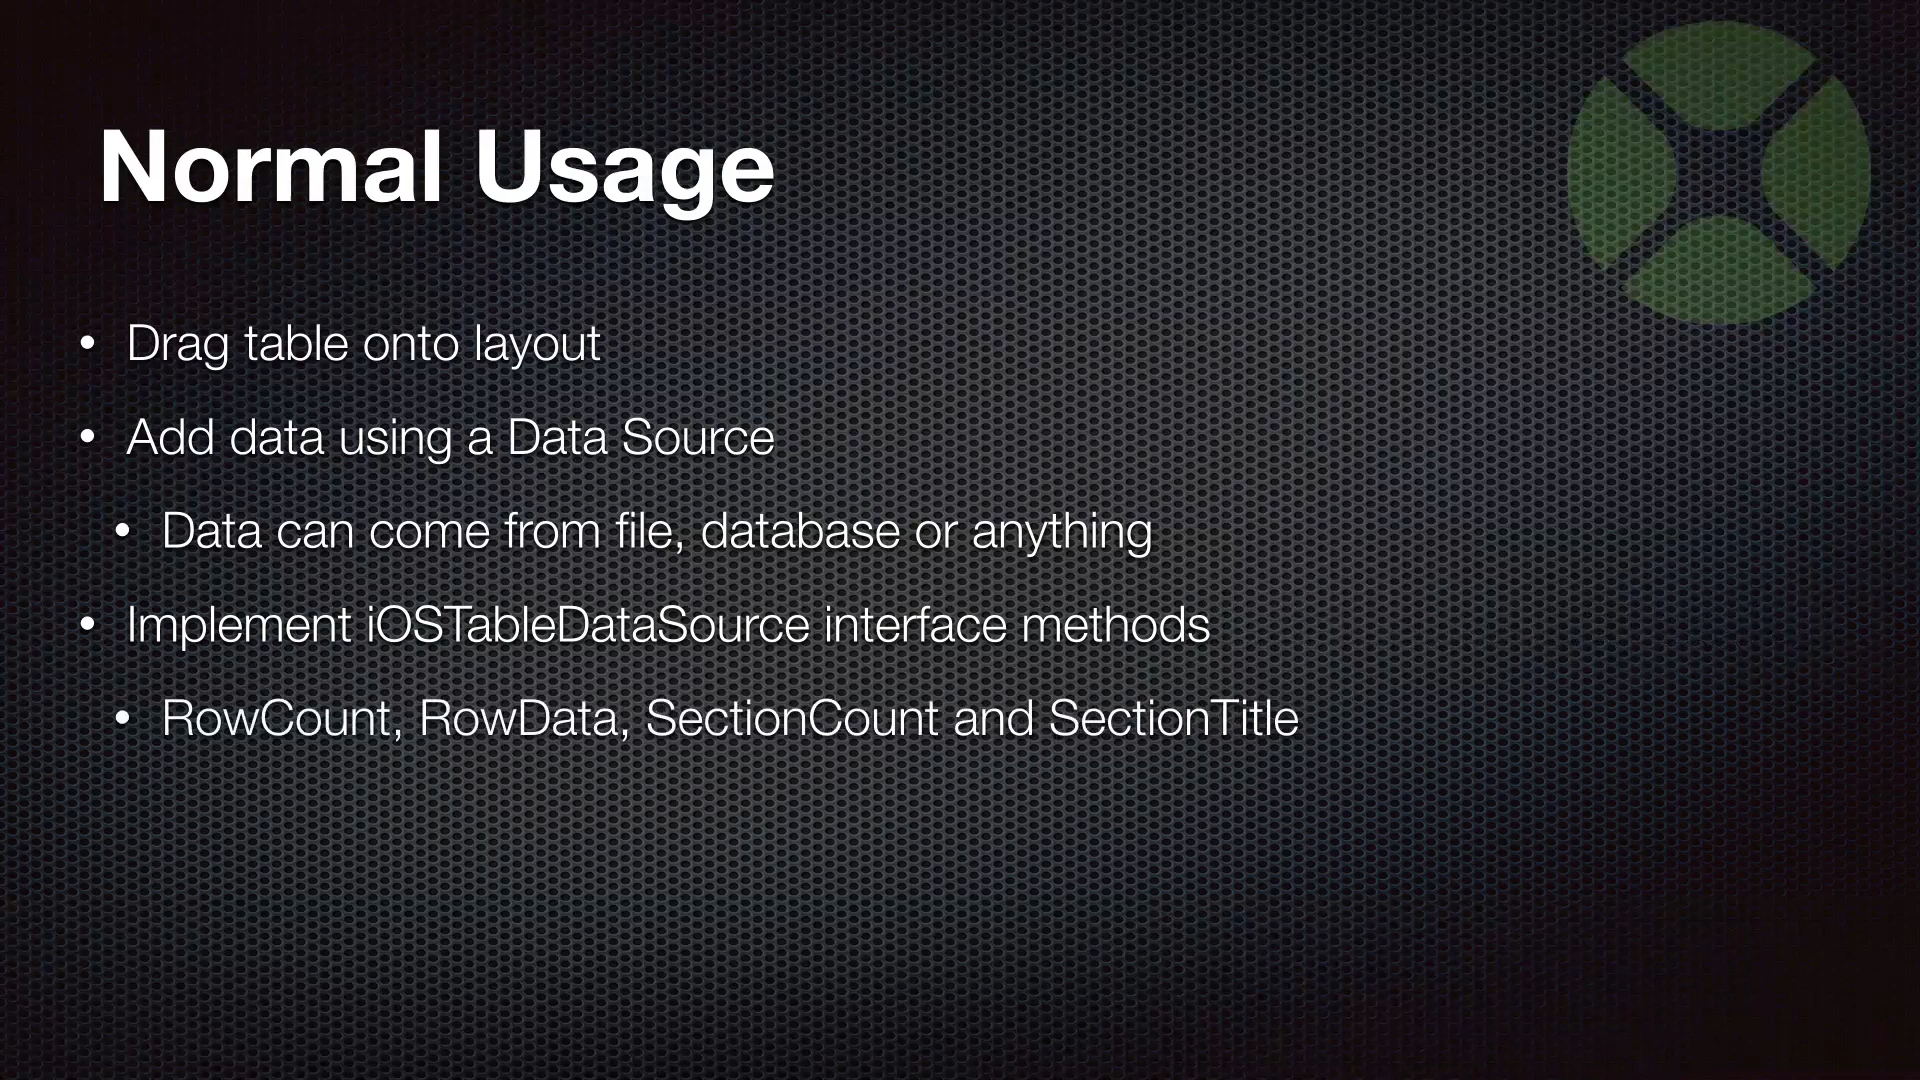 Normal Usage
• Drag table onto layout
• Add data using a Data Source
• Data can come from file, database or anything
• Implement iOSTableDataSource interface methods
• RowCount, RowData, SectionCount and SectionTitle